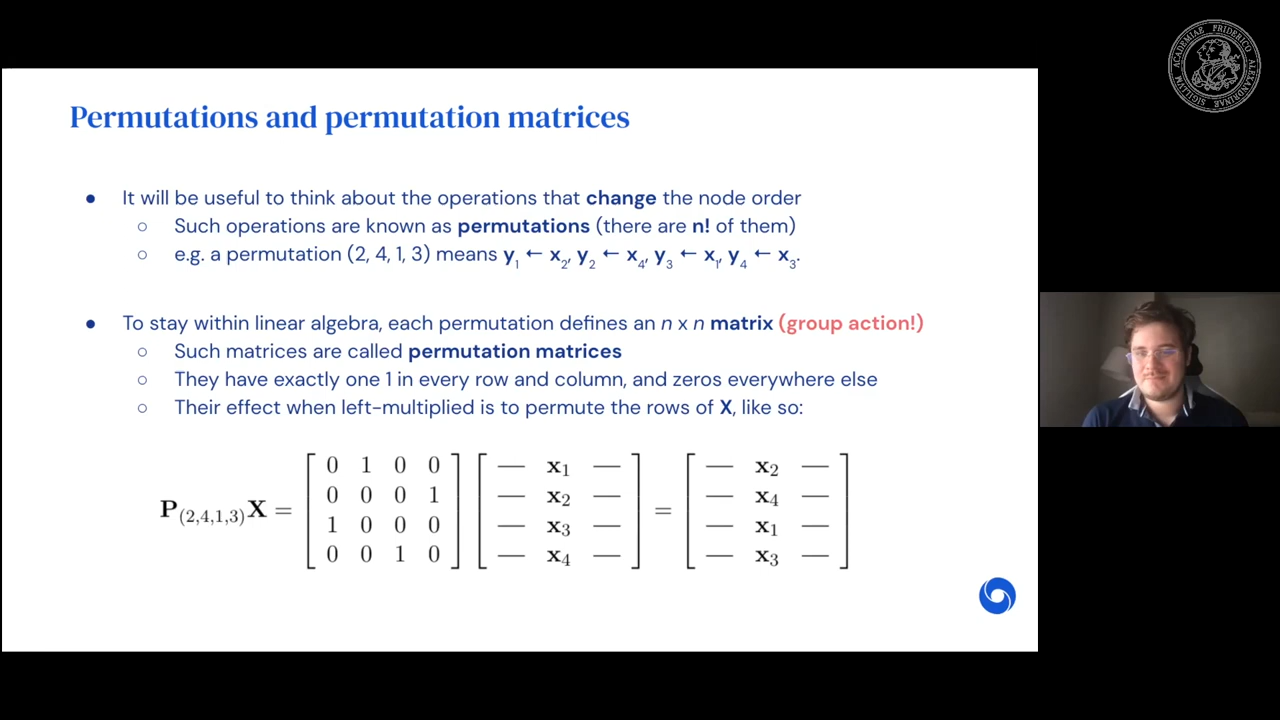 ACADEMIAE FRIDERICO ALEXANDRINAE SIGILLVM
Permutations and permutation matrices
● It will be useful to think about the operations that change the node order
○ Such operations are known as permutations (there are n! of them)
○ e.g. a permutation (2, 4, 1, 3) means y₁ ← x₂, y₂ ← x₄, y₃ ← x₁, y₄ ← x₃.
● To stay within linear algebra, each permutation defines an n x n matrix (group action!)
○ Such matrices are called permutation matrices
○ They have exactly one 1 in every row and column, and zeros everywhere else
○ Their effect when left-multiplied is to permute the rows of X, like so:
0 1 0 0 — x₁ — — x₂ —
0 0 0 1 — x₂ — — x₄ —
P₍₂,₄,₁,₃₎X = =
1 0 0 0 — x₃ — — x₁ —
0 0 1 0 — x₄ — — x₃ —